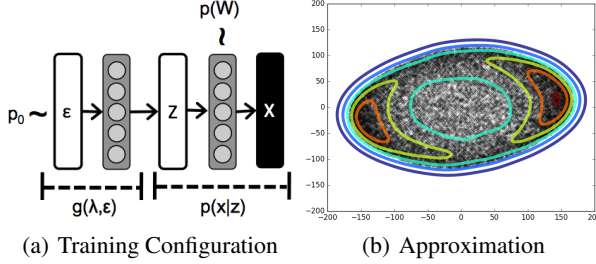 p(W)
~
p₀ ~ ε Z X
g(λ,ε) p(x|z)
(a) Training Configuration
200
150
100
50
0
−50
−100
−150
−200
−200 −150 −100 −50 0 50 100 150 200
(b) Approximation